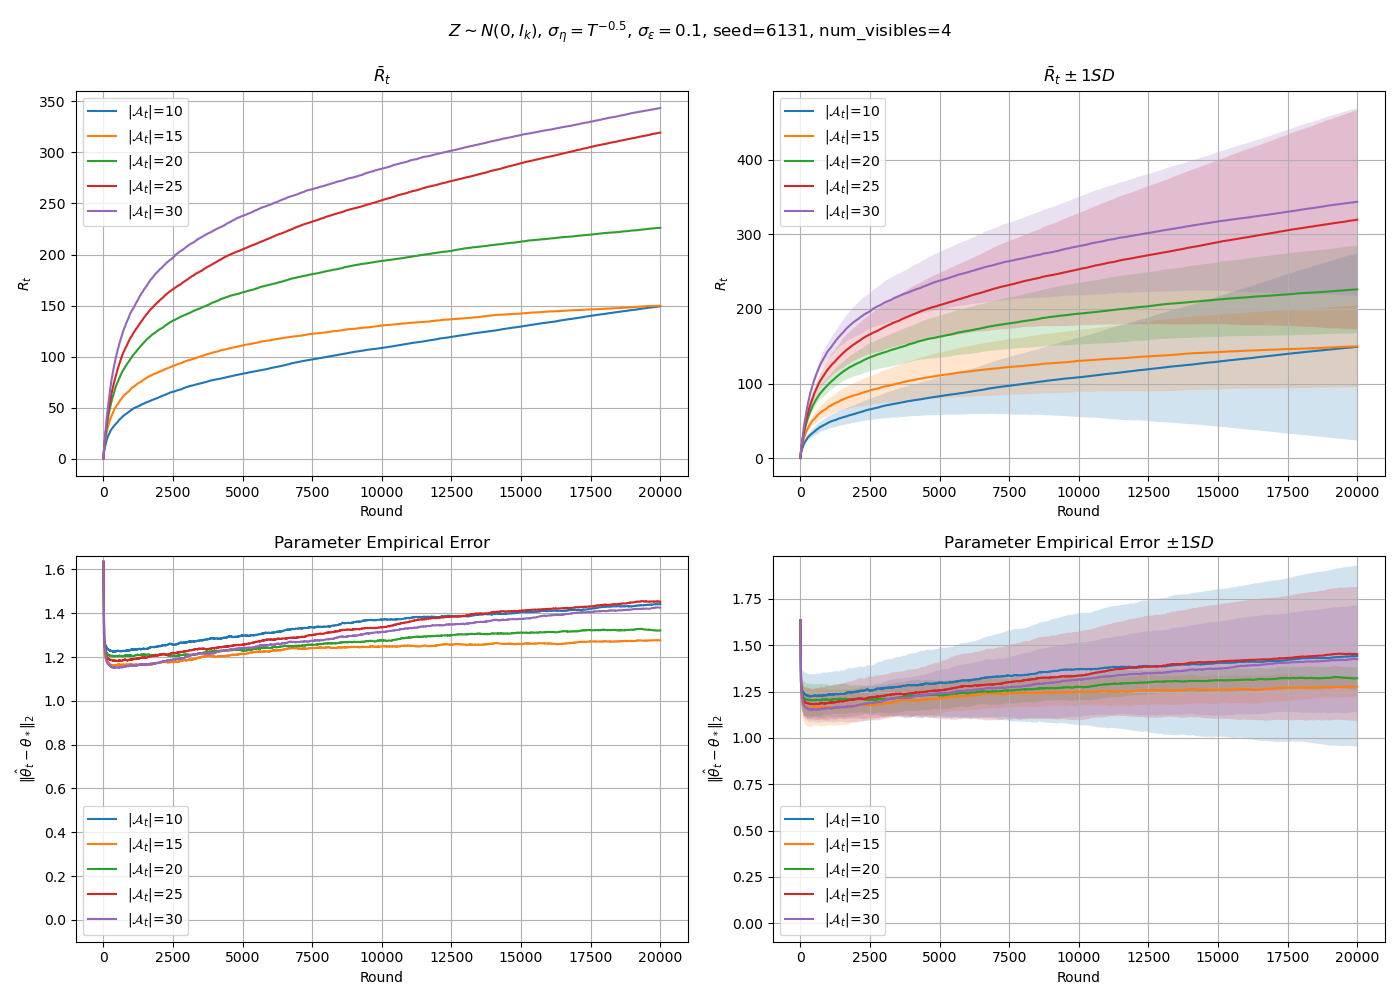 Z ~ N(0, I_k), σ_η = T^{-0.5}, σ_ε = 0.1, seed=6131, num_visibles=4
R̄_t
350
300
250
200
150
100
50
0
R_t
|𝒜_t|=10
|𝒜_t|=15
|𝒜_t|=20
|𝒜_t|=25
|𝒜_t|=30
0 2500 5000 7500 10000 12500 15000 17500 20000
Round
R̄_t ± 1SD
400
300
200
100
0
R_t
|𝒜_t|=10
|𝒜_t|=15
|𝒜_t|=20
|𝒜_t|=25
|𝒜_t|=30
0 2500 5000 7500 10000 12500 15000 17500 20000
Round
Parameter Empirical Error
1.6
1.4
1.2
1.0
0.8
0.6
0.4
0.2
0.0
‖θ̂_t − θ_*‖_2
|𝒜_t|=10
|𝒜_t|=15
|𝒜_t|=20
|𝒜_t|=25
|𝒜_t|=30
0 2500 5000 7500 10000 12500 15000 17500 20000
Round
Parameter Empirical Error ±1SD
1.75
1.50
1.25
1.00
0.75
0.50
0.25
0.00
‖θ̂_t − θ_*‖_2
|𝒜_t|=10
|𝒜_t|=15
|𝒜_t|=20
|𝒜_t|=25
|𝒜_t|=30
0 2500 5000 7500 10000 12500 15000 17500 20000
Round